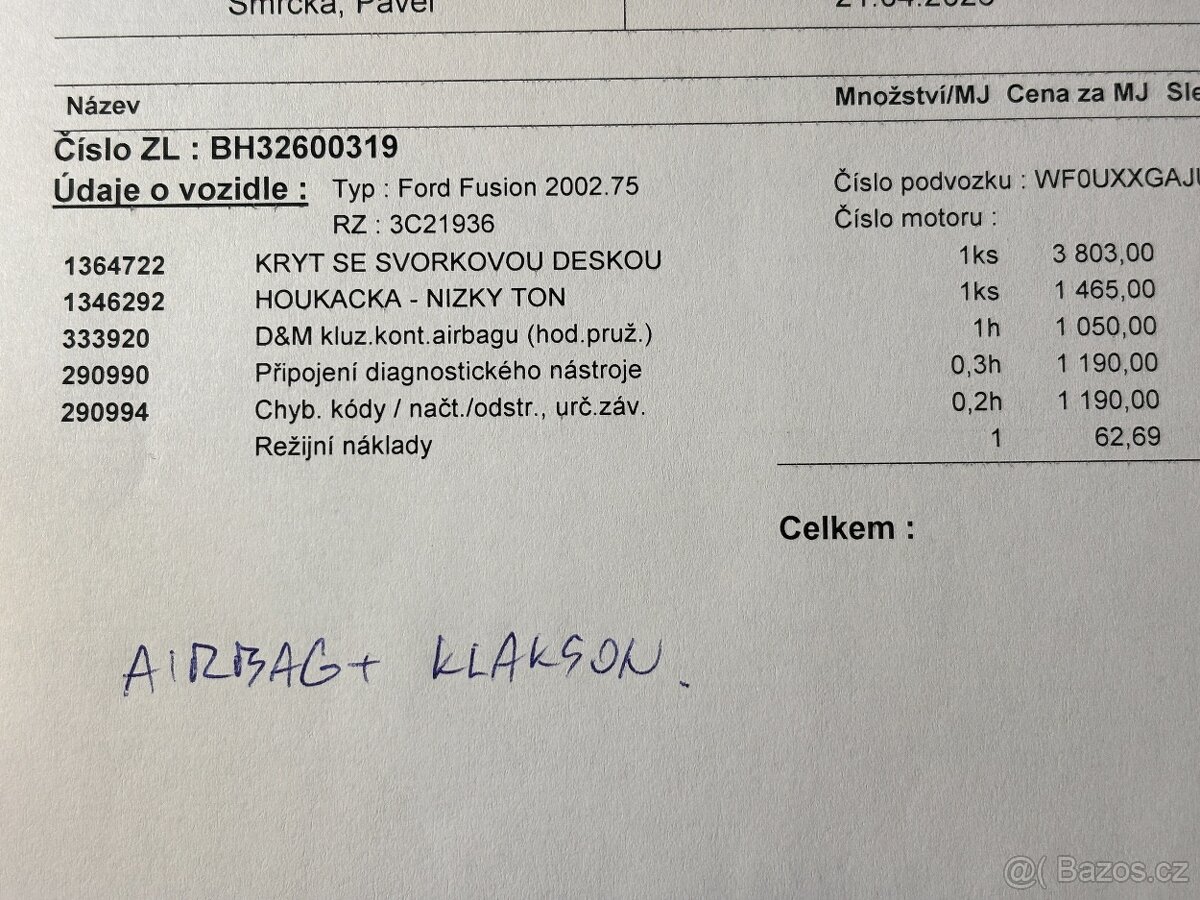 Smrčka, Pavel
Název Množství/MJ Cena za MJ
Číslo ZL : BH32600319
Údaje o vozidle : Typ : Ford Fusion 2002.75 Číslo podvozku :
RZ : 3C21936 Číslo motoru :
1364722 KRYT SE SVORKOVOU DESKOU 1ks 3 803,00
1346292 HOUKACKA - NIZKY TON 1ks 1 465,00
333920 D&M kluz.kont.airbagu (hod.pruž.) 1h 1 050,00
290990 Připojení diagnostického nástroje 0,3h 1 190,00
290994 Chyb. kódy / načt./odstr., urč.záv. 0,2h 1 190,00
Režijní náklady 1 62,69
Celkem :
AIRBAG+ KLAKSON.
@( Bazos.cz